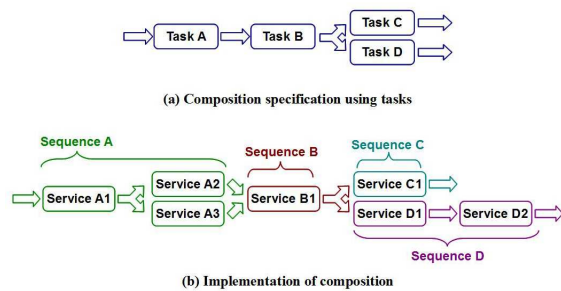 Task A
Task B
Task C
Task D
(a) Composition specification using tasks
Sequence A
Sequence B
Sequence C
Service A1
Service A2
Service A3
Service B1
Service C1
Service D1
Service D2
Sequence D
(b) Implementation of composition